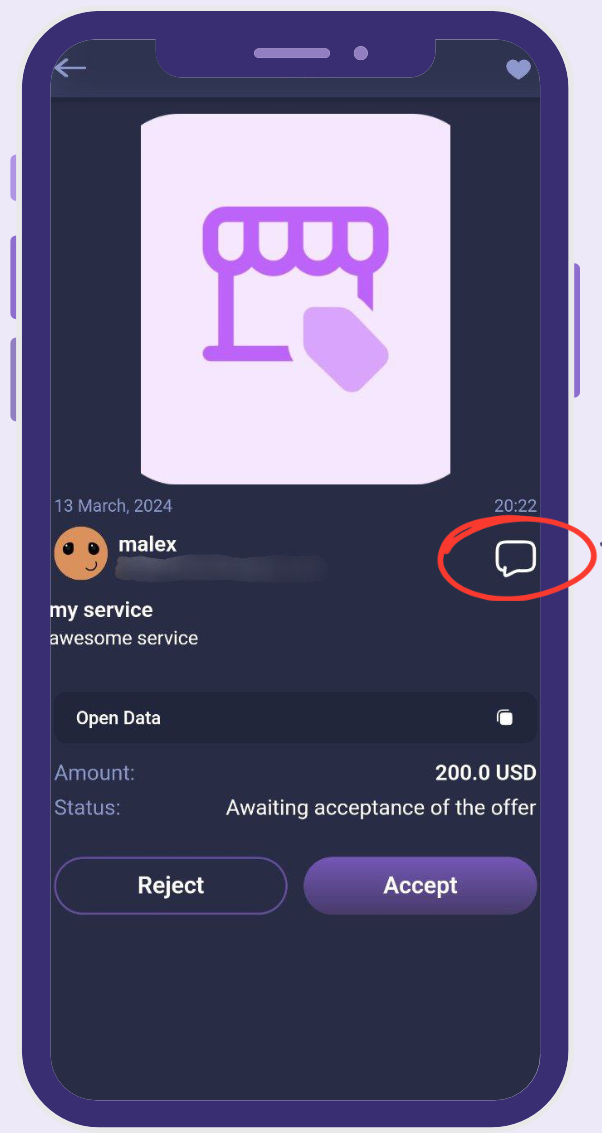 13 March, 2024 20:22
malex
my service
awesome service
Open Data
Amount: 200.0 USD
Status: Awaiting acceptance of the offer
Reject Accept